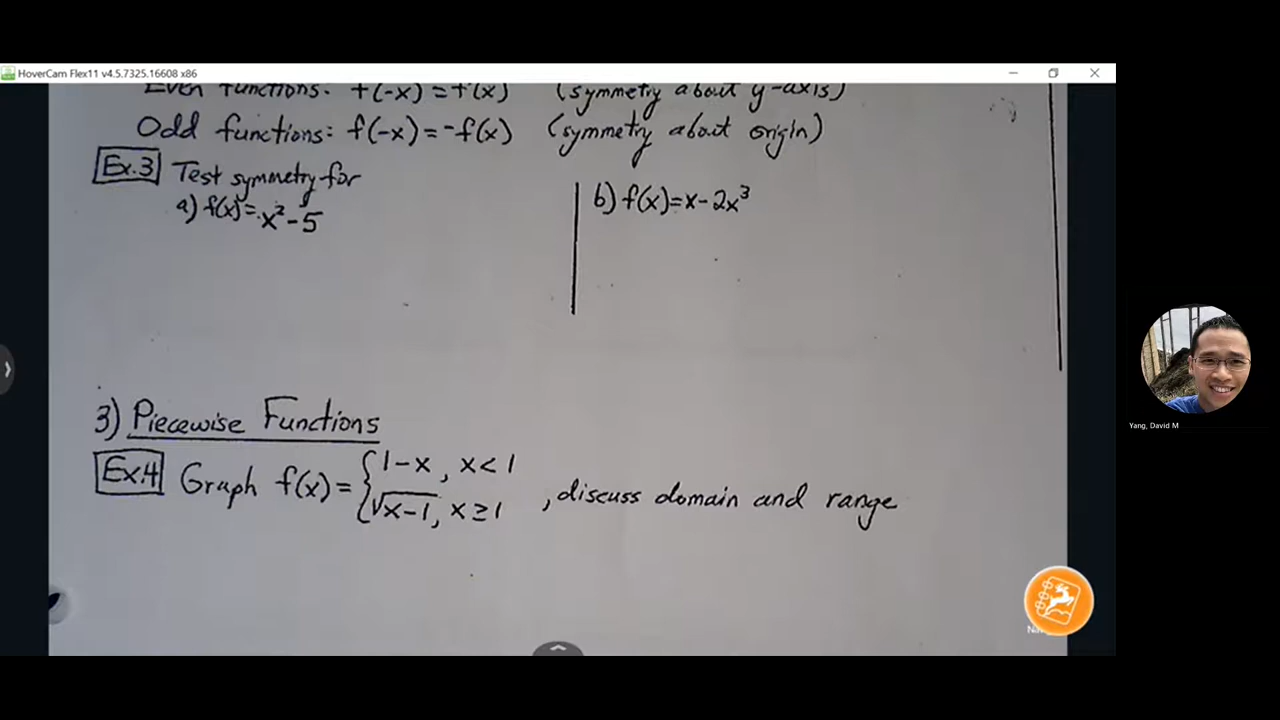 HoverCam Flex11 v4.5.7325.16608 x86
Even functions: f(-x) = f(x) (symmetry about y-axis)
Odd functions: f(-x) = -f(x) (symmetry about origin)
Ex.3 Test symmetry for
a) f(x) = x² - 5
b) f(x) = x - 2x³
3) Piecewise Functions
Ex.4 Graph f(x) = { 1-x, x < 1
√x-1, x ≥ 1 , discuss domain and range
Yang, David M